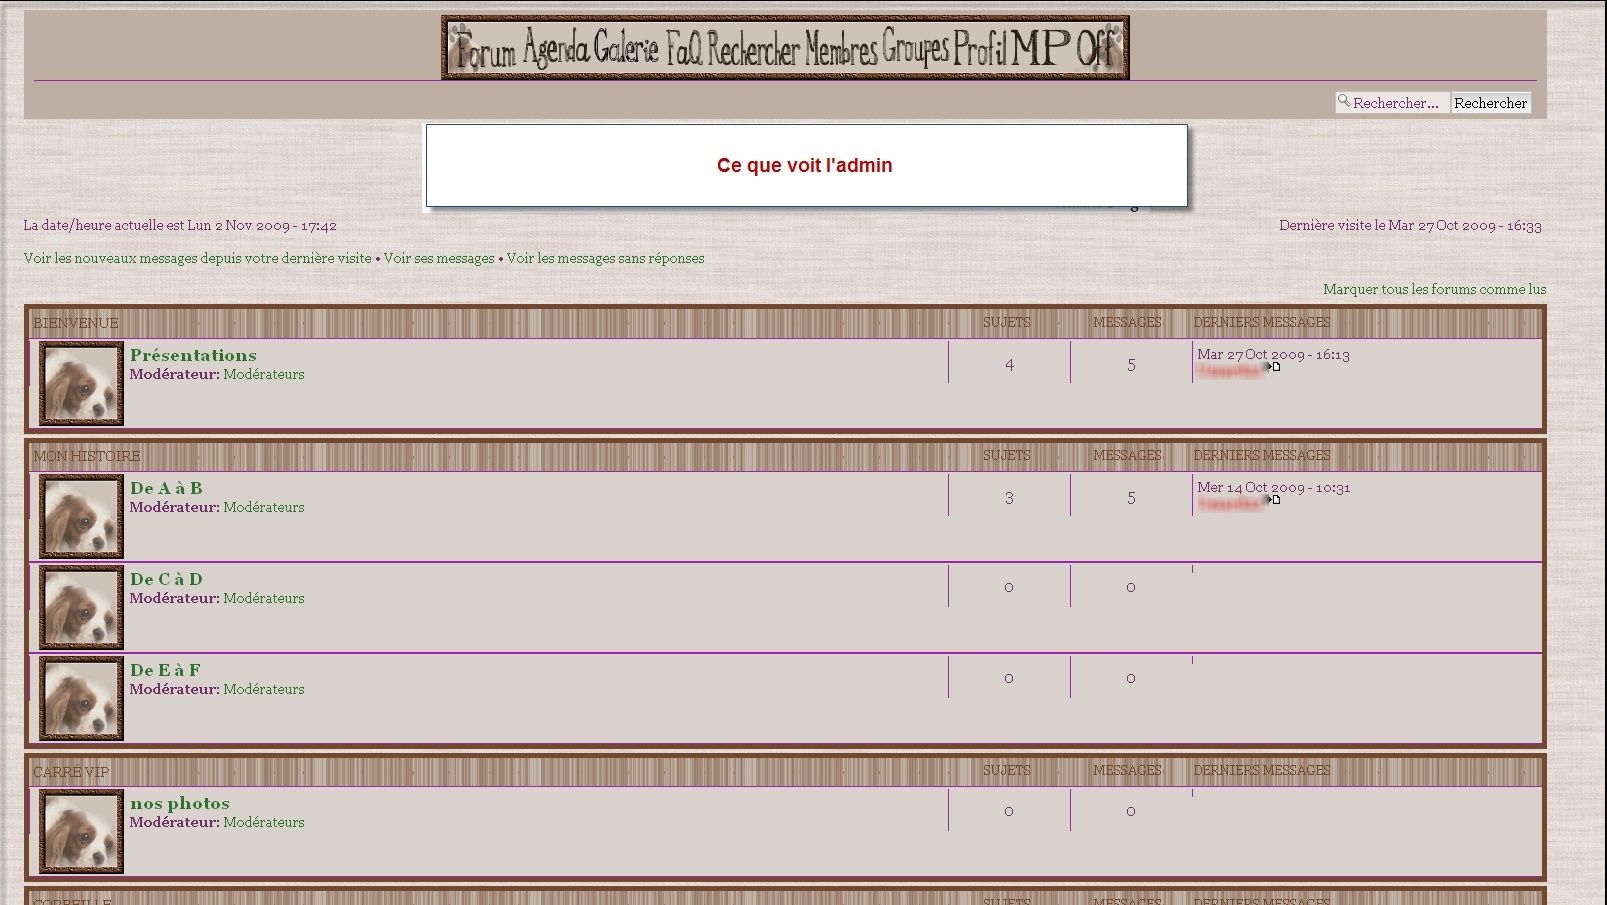 Forum Agenda Galerie FaQ Rechercher Membres Groupes Profil MP Off
Rechercher... Rechercher
Ce que voit l'admin
La date/heure actuelle est Lun 2 Nov 2009 - 17:42
Dernière visite le Mar 27 Oct 2009 - 16:33
Voir les nouveaux messages depuis votre dernière visite • Voir ses messages • Voir les messages sans réponses
Marquer tous les forums comme lus
BIENVENUE SUJETS MESSAGES DERNIERS MESSAGES
Présentations 4 5 Mar 27 Oct 2009 - 16:13
Modérateur: Modérateurs
MON HISTOIRE SUJETS MESSAGES DERNIERS MESSAGES
De A à B 3 5 Mer 14 Oct 2009 - 10:31
Modérateur: Modérateurs
De C à D 0 0
Modérateur: Modérateurs
De E à F 0 0
Modérateur: Modérateurs
CARRÉ VIP SUJETS MESSAGES DERNIERS MESSAGES
nos photos 0 0
Modérateur: Modérateurs
CORBEILLE SUJETS MESSAGES DERNIERS MESSAGES